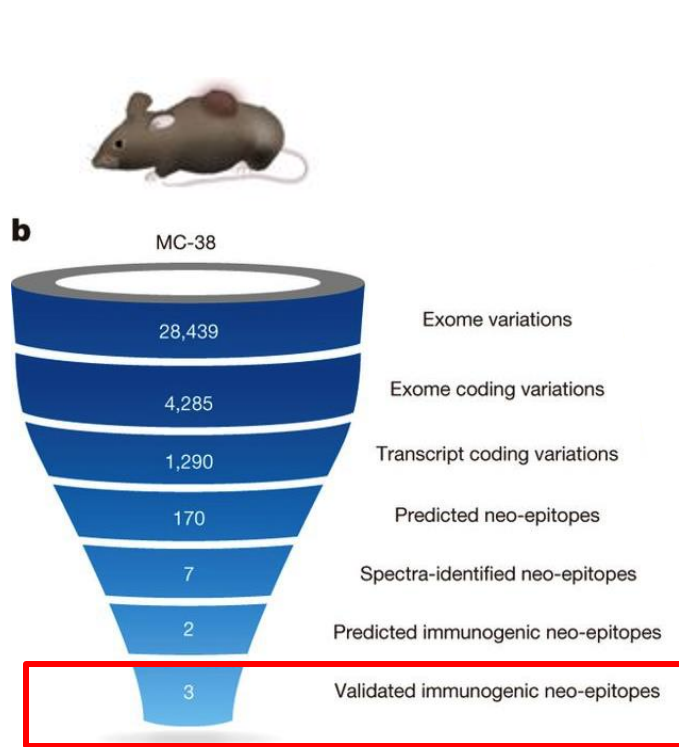 b
MC-38
28,439 Exome variations
4,285 Exome coding variations
1,290 Transcript coding variations
170 Predicted neo-epitopes
7 Spectra-identified neo-epitopes
2 Predicted immunogenic neo-epitopes
3 Validated immunogenic neo-epitopes